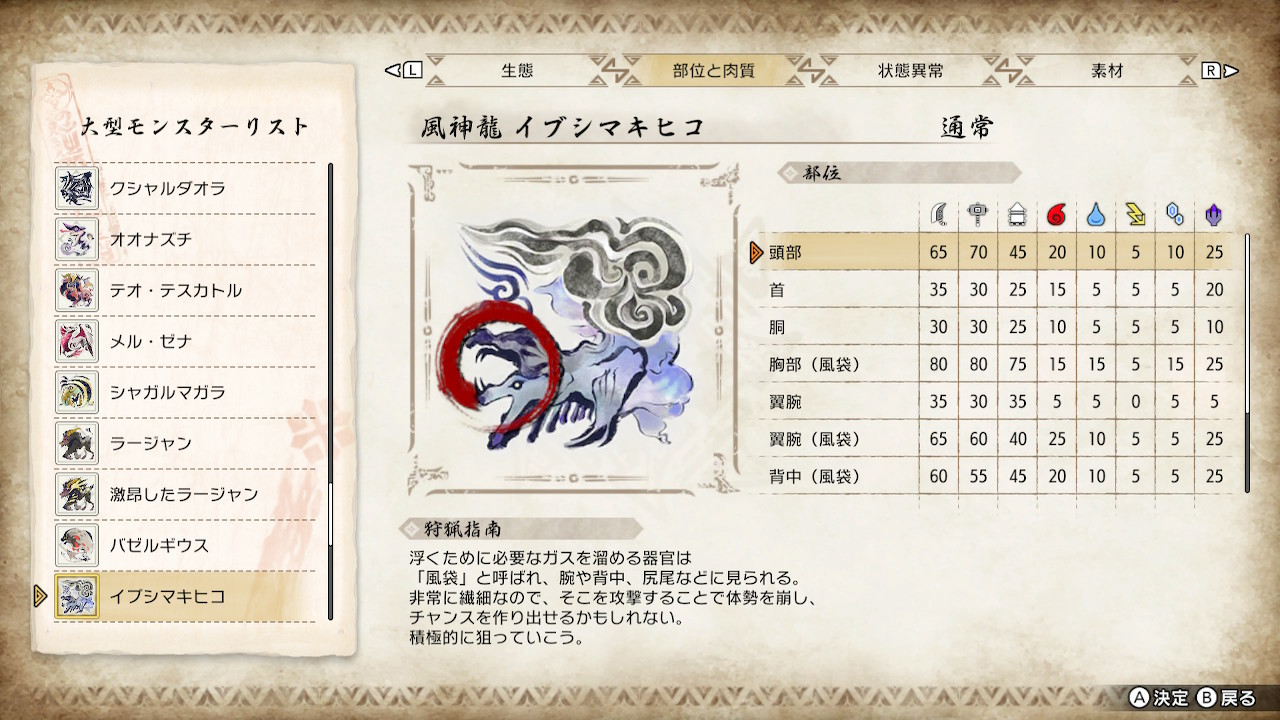 L
生態
部位と肉質
状態異常
素材
R
大型モンスターリスト
クシャルダオラ
オオナズチ
テオ・テスカトル
メル・ゼナ
シャガルマガラ
ラージャン
激昂したラージャン
バゼルギウス
イブシマキヒコ
風神龍 イブシマキヒコ
通常
部位
頭部 65 70 45 20 10 5 10 25
首 35 30 25 15 5 5 5 20
胴 30 30 25 10 5 5 5 10
胸部（風袋） 80 80 75 15 15 5 15 25
翼腕 35 30 35 5 5 0 5 5
翼腕（風袋） 65 60 40 25 10 5 5 25
背中（風袋） 60 55 45 20 10 5 5 25
狩猟指南
浮くために必要なガスを溜める器官は
「風袋」と呼ばれ、腕や背中、尻尾などに見られる。
非常に繊細なので、そこを攻撃することで体勢を崩し、
チャンスを作り出せるかもしれない。
積極的に狙っていこう。
A 決定 B 戻る